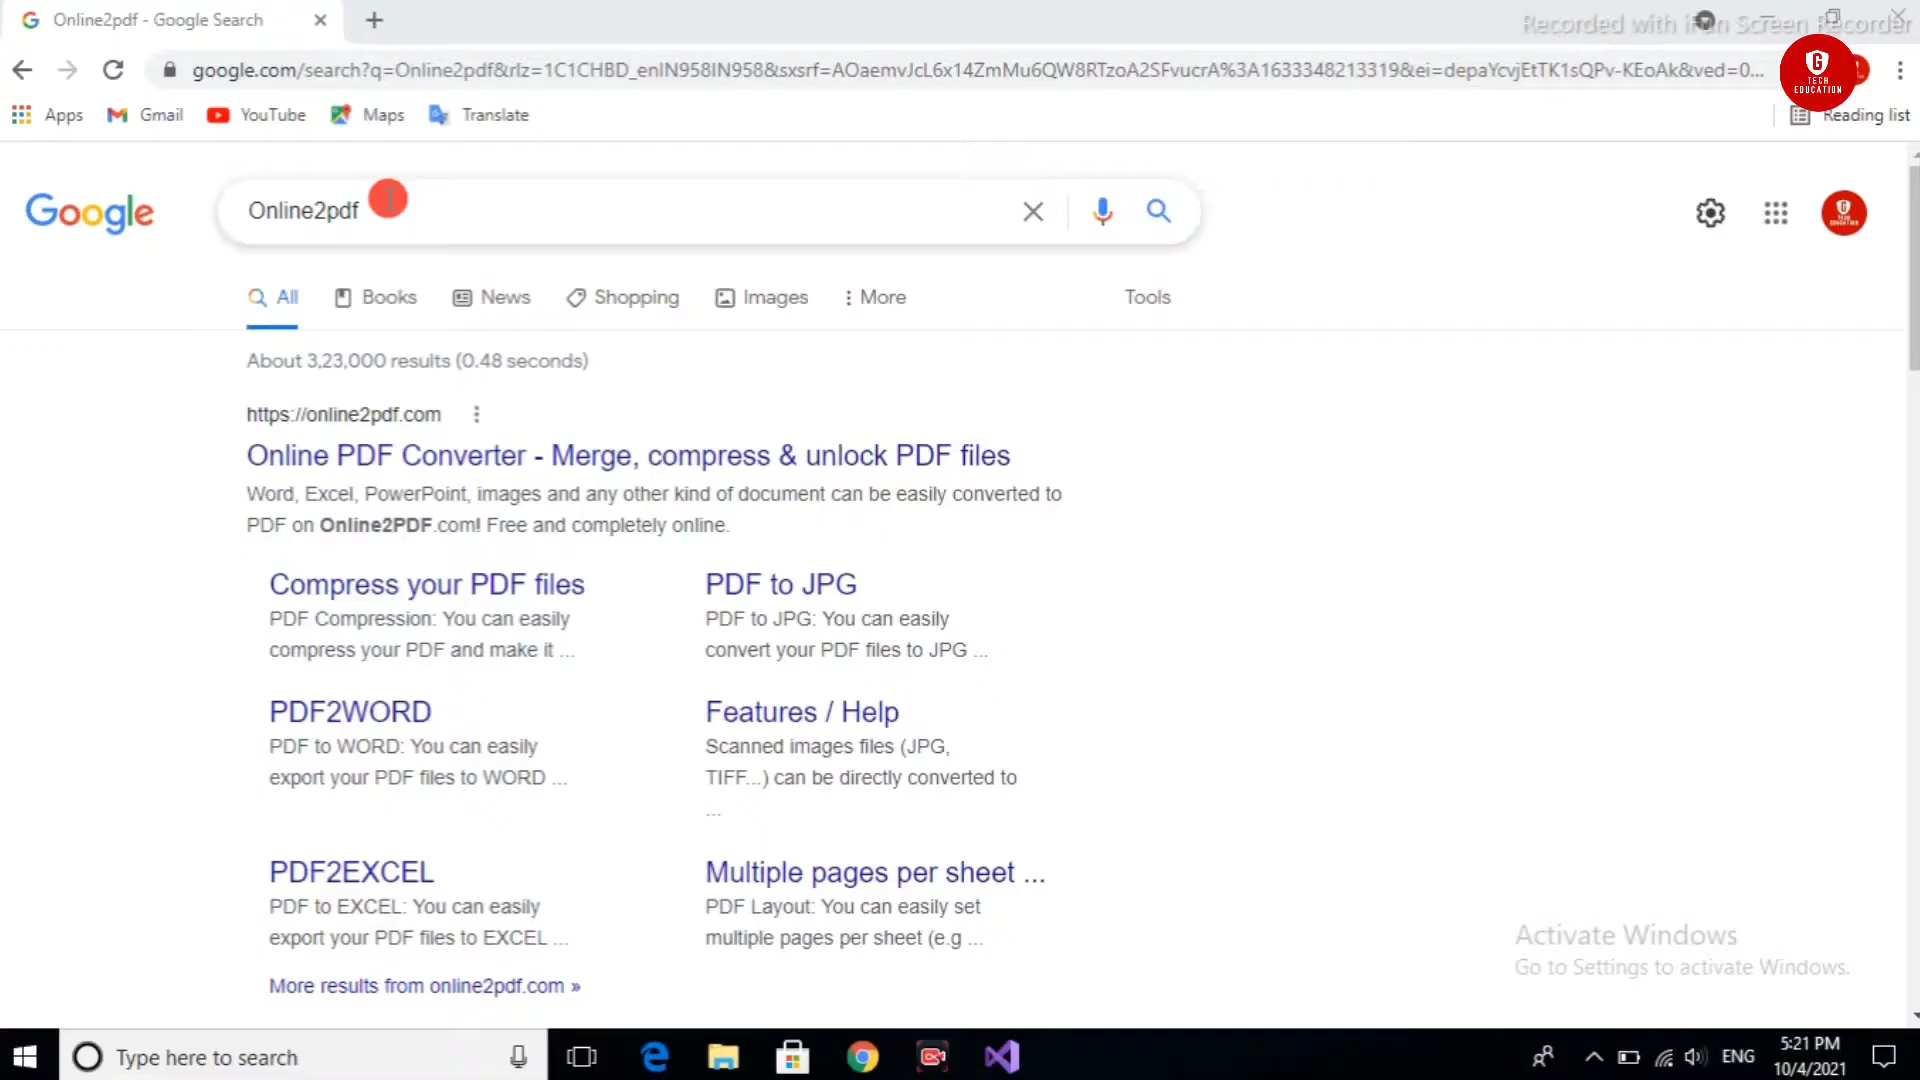 Online2pdf - Google Search
Recorded with iFun Screen Recorder
google.com/search?q=Online2pdf&rlz=1C1CHBD_enIN958IN958&sxsrf=AOaemvJcL6x14ZmMu6QW8RTzoA2SFvucrA%3A1633348213319&ei=depaYcvjEtTK1sQPv-KEoAk&ved=0...
G
TECH
EDUCATION
Apps
Gmail
YouTube
Maps
Translate
Reading list
Google
Online2pdf
All
Books
News
Shopping
Images
More
Tools
About 3,23,000 results (0.48 seconds)
https://online2pdf.com
Online PDF Converter - Merge, compress & unlock PDF files
Word, Excel, PowerPoint, images and any other kind of document can be easily converted to
PDF on Online2PDF.com! Free and completely online.
Compress your PDF files
PDF Compression: You can easily
compress your PDF and make it ...
PDF to JPG
PDF to JPG: You can easily
convert your PDF files to JPG ...
PDF2WORD
PDF to WORD: You can easily
export your PDF files to WORD ...
Features / Help
Scanned images files (JPG,
TIFF...) can be directly converted to
...
PDF2EXCEL
PDF to EXCEL: You can easily
export your PDF files to EXCEL ...
Multiple pages per sheet ...
PDF Layout: You can easily set
multiple pages per sheet (e.g ...
More results from online2pdf.com »
Activate Windows
Go to Settings to activate Windows.
Type here to search
ENG
5:21 PM
10/4/2021